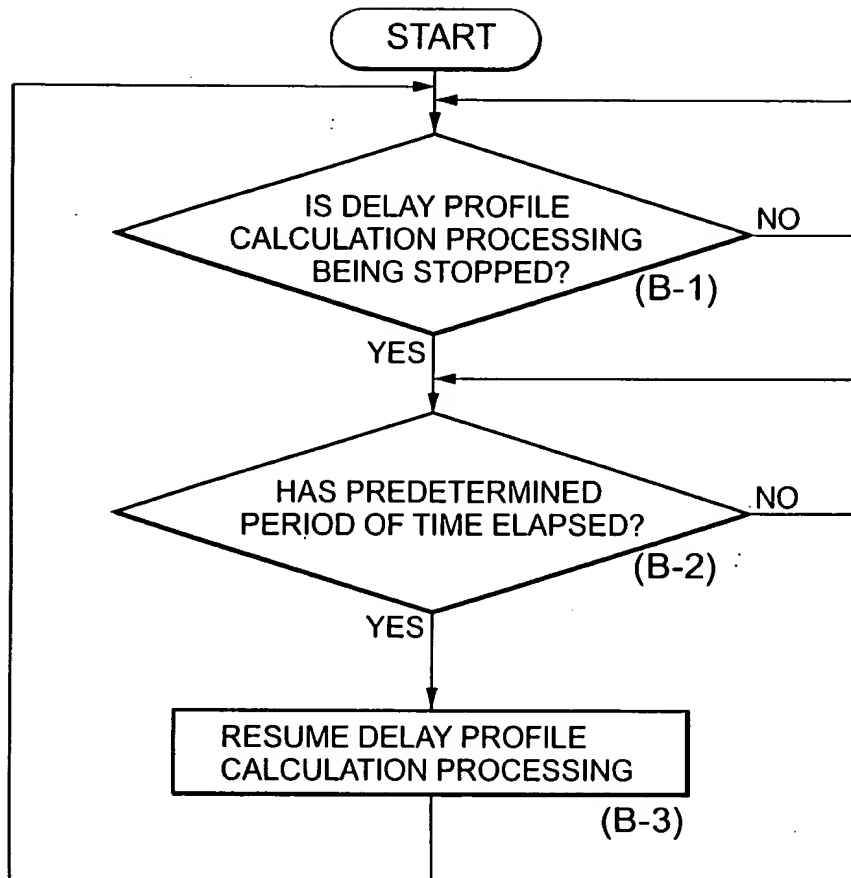 START
IS DELAY PROFILE
CALCULATION PROCESSING
BEING STOPPED?
NO
(B-1)
YES
HAS PREDETERMINED
PERIOD OF TIME ELAPSED?
NO
(B-2)
YES
RESUME DELAY PROFILE
CALCULATION PROCESSING
(B-3)